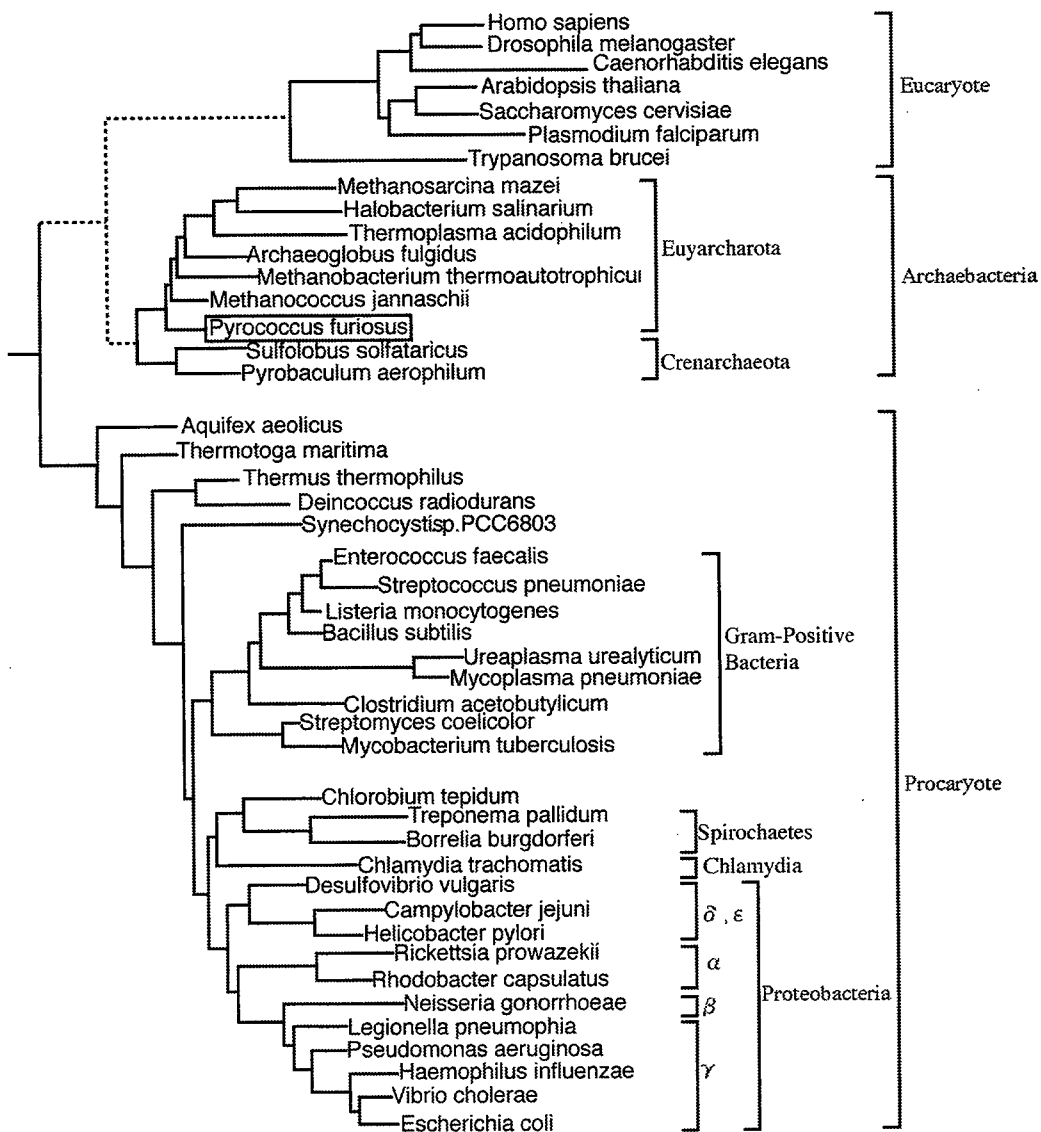 Homo sapiens
Drosophila melanogaster
Caenorhabditis elegans
Arabidopsis thaliana
Saccharomyces cervisiae
Plasmodium falciparum
Trypanosoma brucei
Eucaryote
Methanosarcina mazei
Halobacterium salinarium
Thermoplasma acidophilum
Archaeoglobus fulgidus
Methanobacterium thermoautotrophicui
Methanococcus jannaschii
Pyrococcus furiosus
Euyarcharota
Sulfolobus solfataricus
Pyrobaculum aerophilum
Crenarchaeota
Archaebacteria
Aquifex aeolicus
Thermotoga maritima
Thermus thermophilus
Deincoccus radiodurans
Synechocystisp.PCC6803
Enterococcus faecalis
Streptococcus pneumoniae
Listeria monocytogenes
Bacillus subtilis
Ureaplasma urealyticum
Mycoplasma pneumoniae
Clostridium acetobutylicum
Streptomyces coelicolor
Mycobacterium tuberculosis
Gram-Positive
Bacteria
Chlorobium tepidum
Treponema pallidum
Borrelia burgdorferi
Spirochaetes
Chlamydia trachomatis
Chlamydia
Desulfovibrio vulgaris
Campylobacter jejuni
Helicobacter pylori
δ , ε
Rickettsia prowazekii
Rhodobacter capsulatus
α
Neisseria gonorrhoeae
β
Legionella pneumophia
Pseudomonas aeruginosa
Haemophilus influenzae
Vibrio cholerae
Escherichia coli
γ
Proteobacteria
Procaryote